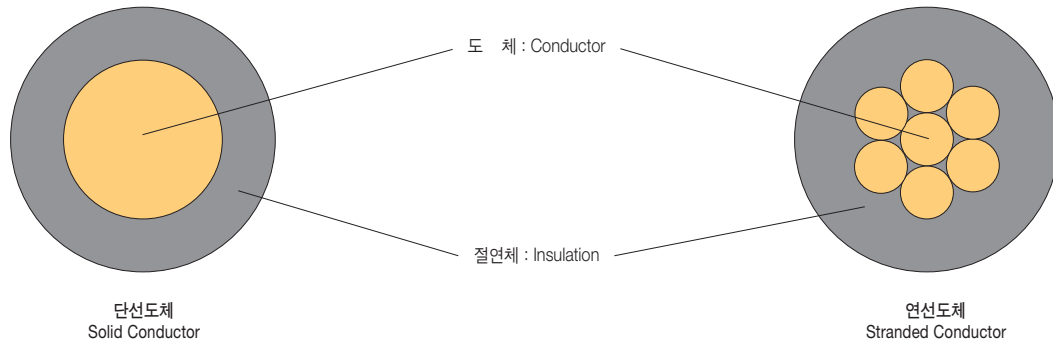 도 체 : Conductor
절연체 : Insulation
단선도체
Solid Conductor
연선도체
Stranded Conductor